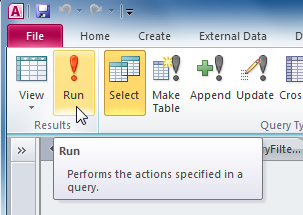 A
File Home Create External Data D
View Run Select Make Table Append Update Cros
Results Query Ty
Run
ryFilte...
Performs the actions specified in a
query.